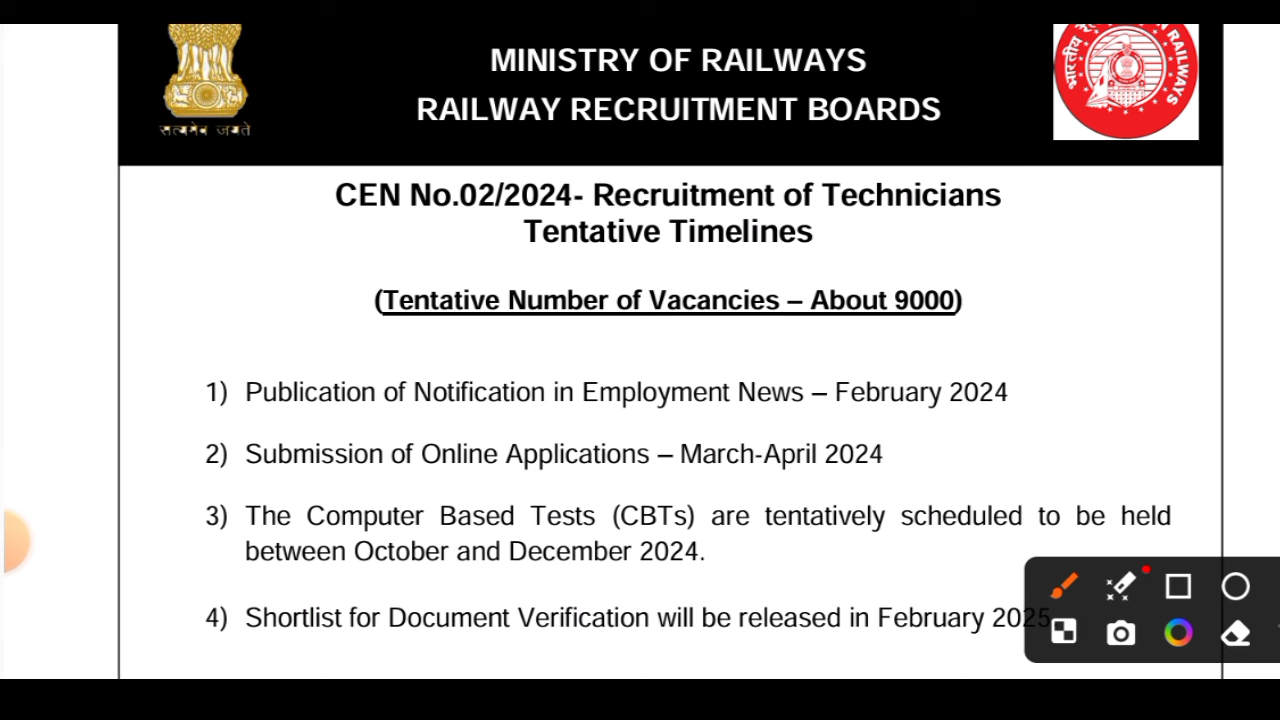 MINISTRY OF RAILWAYS
RAILWAY RECRUITMENT BOARDS
सत्यमेव जयते
भारतीय रे
RAILWAYS
CEN No.02/2024- Recruitment of Technicians
Tentative Timelines
(Tentative Number of Vacancies – About 9000)
1) Publication of Notification in Employment News – February 2024
2) Submission of Online Applications – March-April 2024
3) The Computer Based Tests (CBTs) are tentatively scheduled to be held
between October and December 2024.
4) Shortlist for Document Verification will be released in February 2025